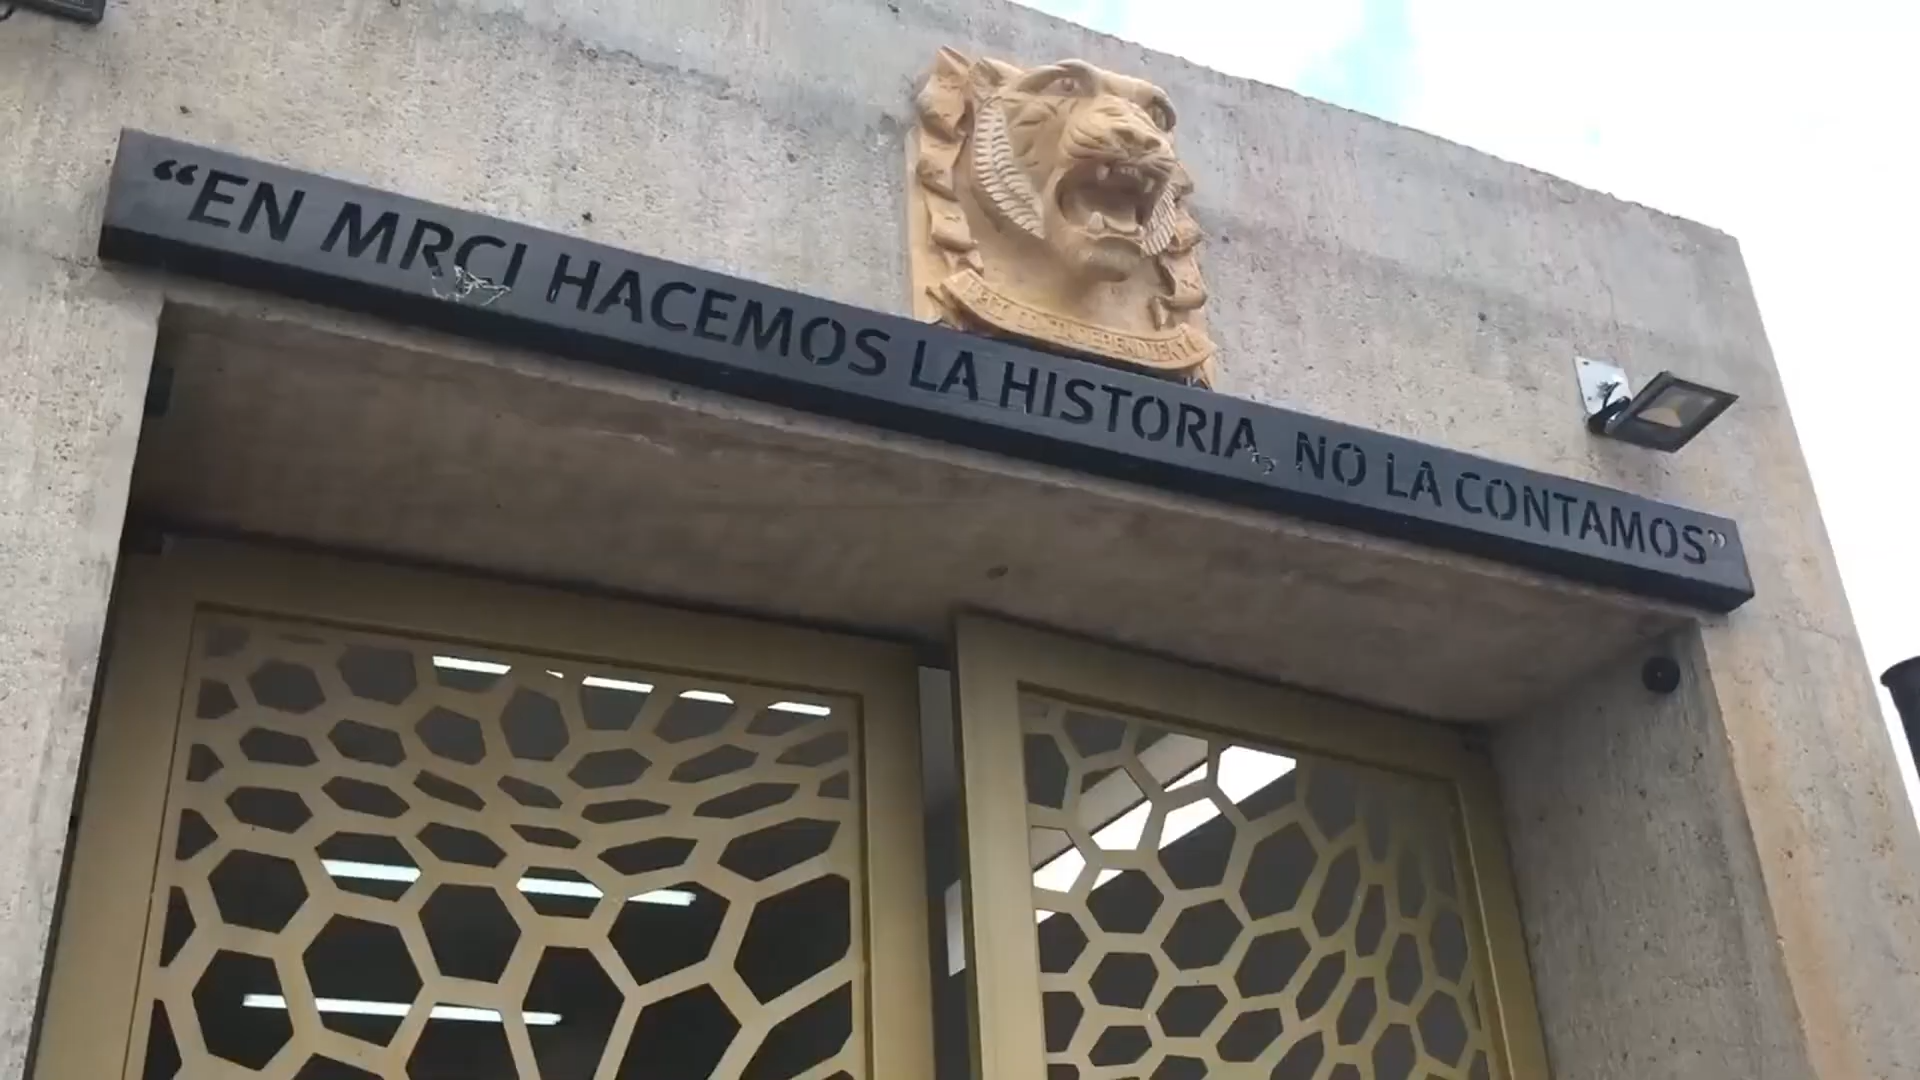 “EN MRCI HACEMOS LA HISTORIA, NO LA CONTAMOS”